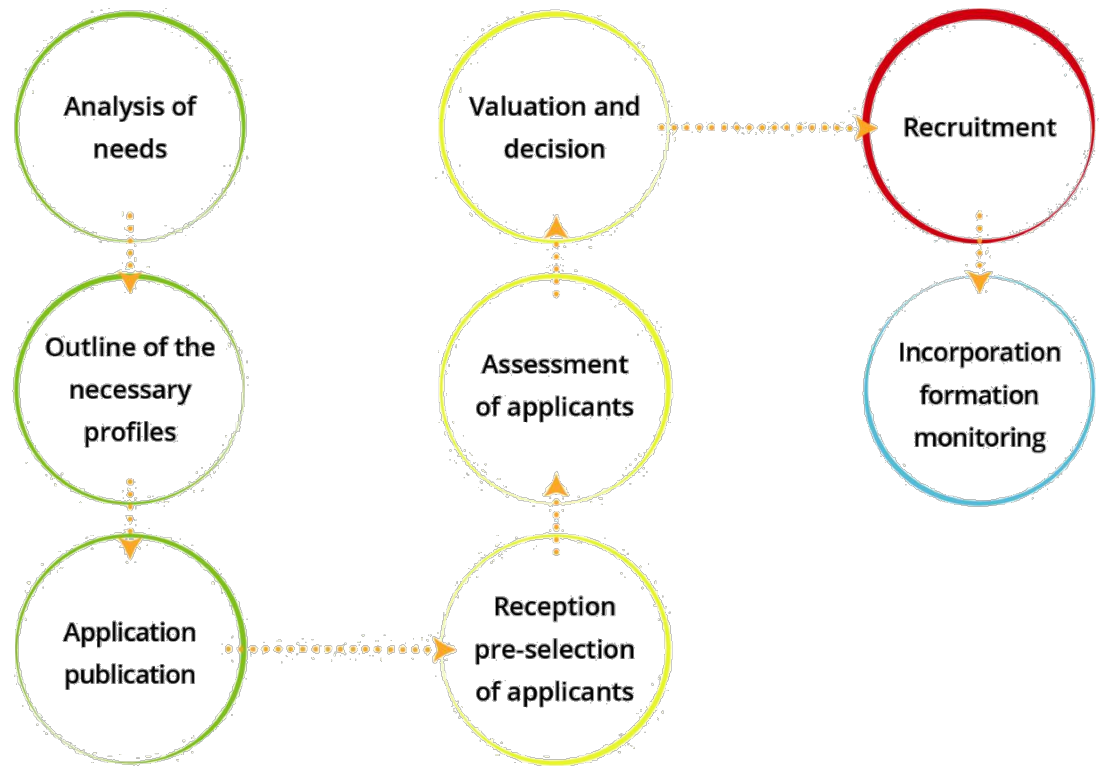 Analysis of
needs
Outline of the
necessary
profiles
Application
publication
Reception
pre-selection
of applicants
Assessment
of applicants
Valuation and
decision
Recruitment
Incorporation
formation
monitoring